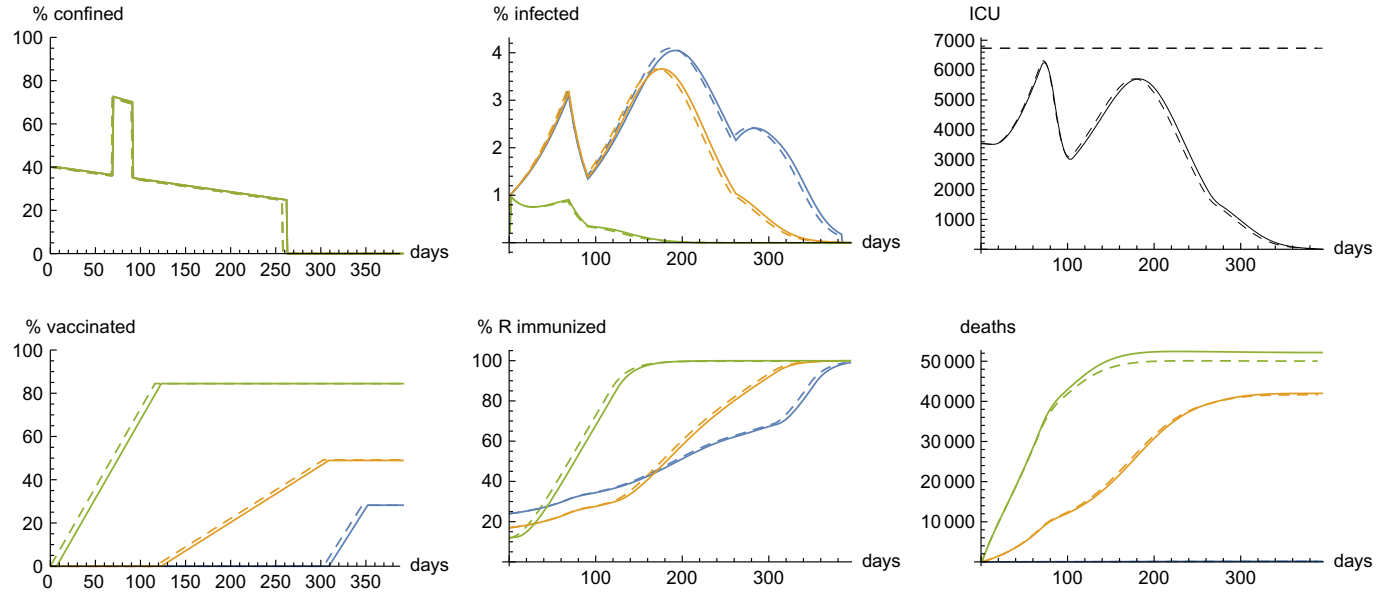 % confined
% infected
ICU
100
80
60
40
20
0
0 50 100 150 200 250 300 350 days
4
3
2
1
100 200 300 days
7000
6000
5000
4000
3000
2000
1000
100 200 300 days
% vaccinated
% R immunized
deaths
100
80
60
40
20
0
0 50 100 150 200 250 300 350 days
100
80
60
40
20
100 200 300 days
50 000
40 000
30 000
20 000
10 000
100 200 300 days